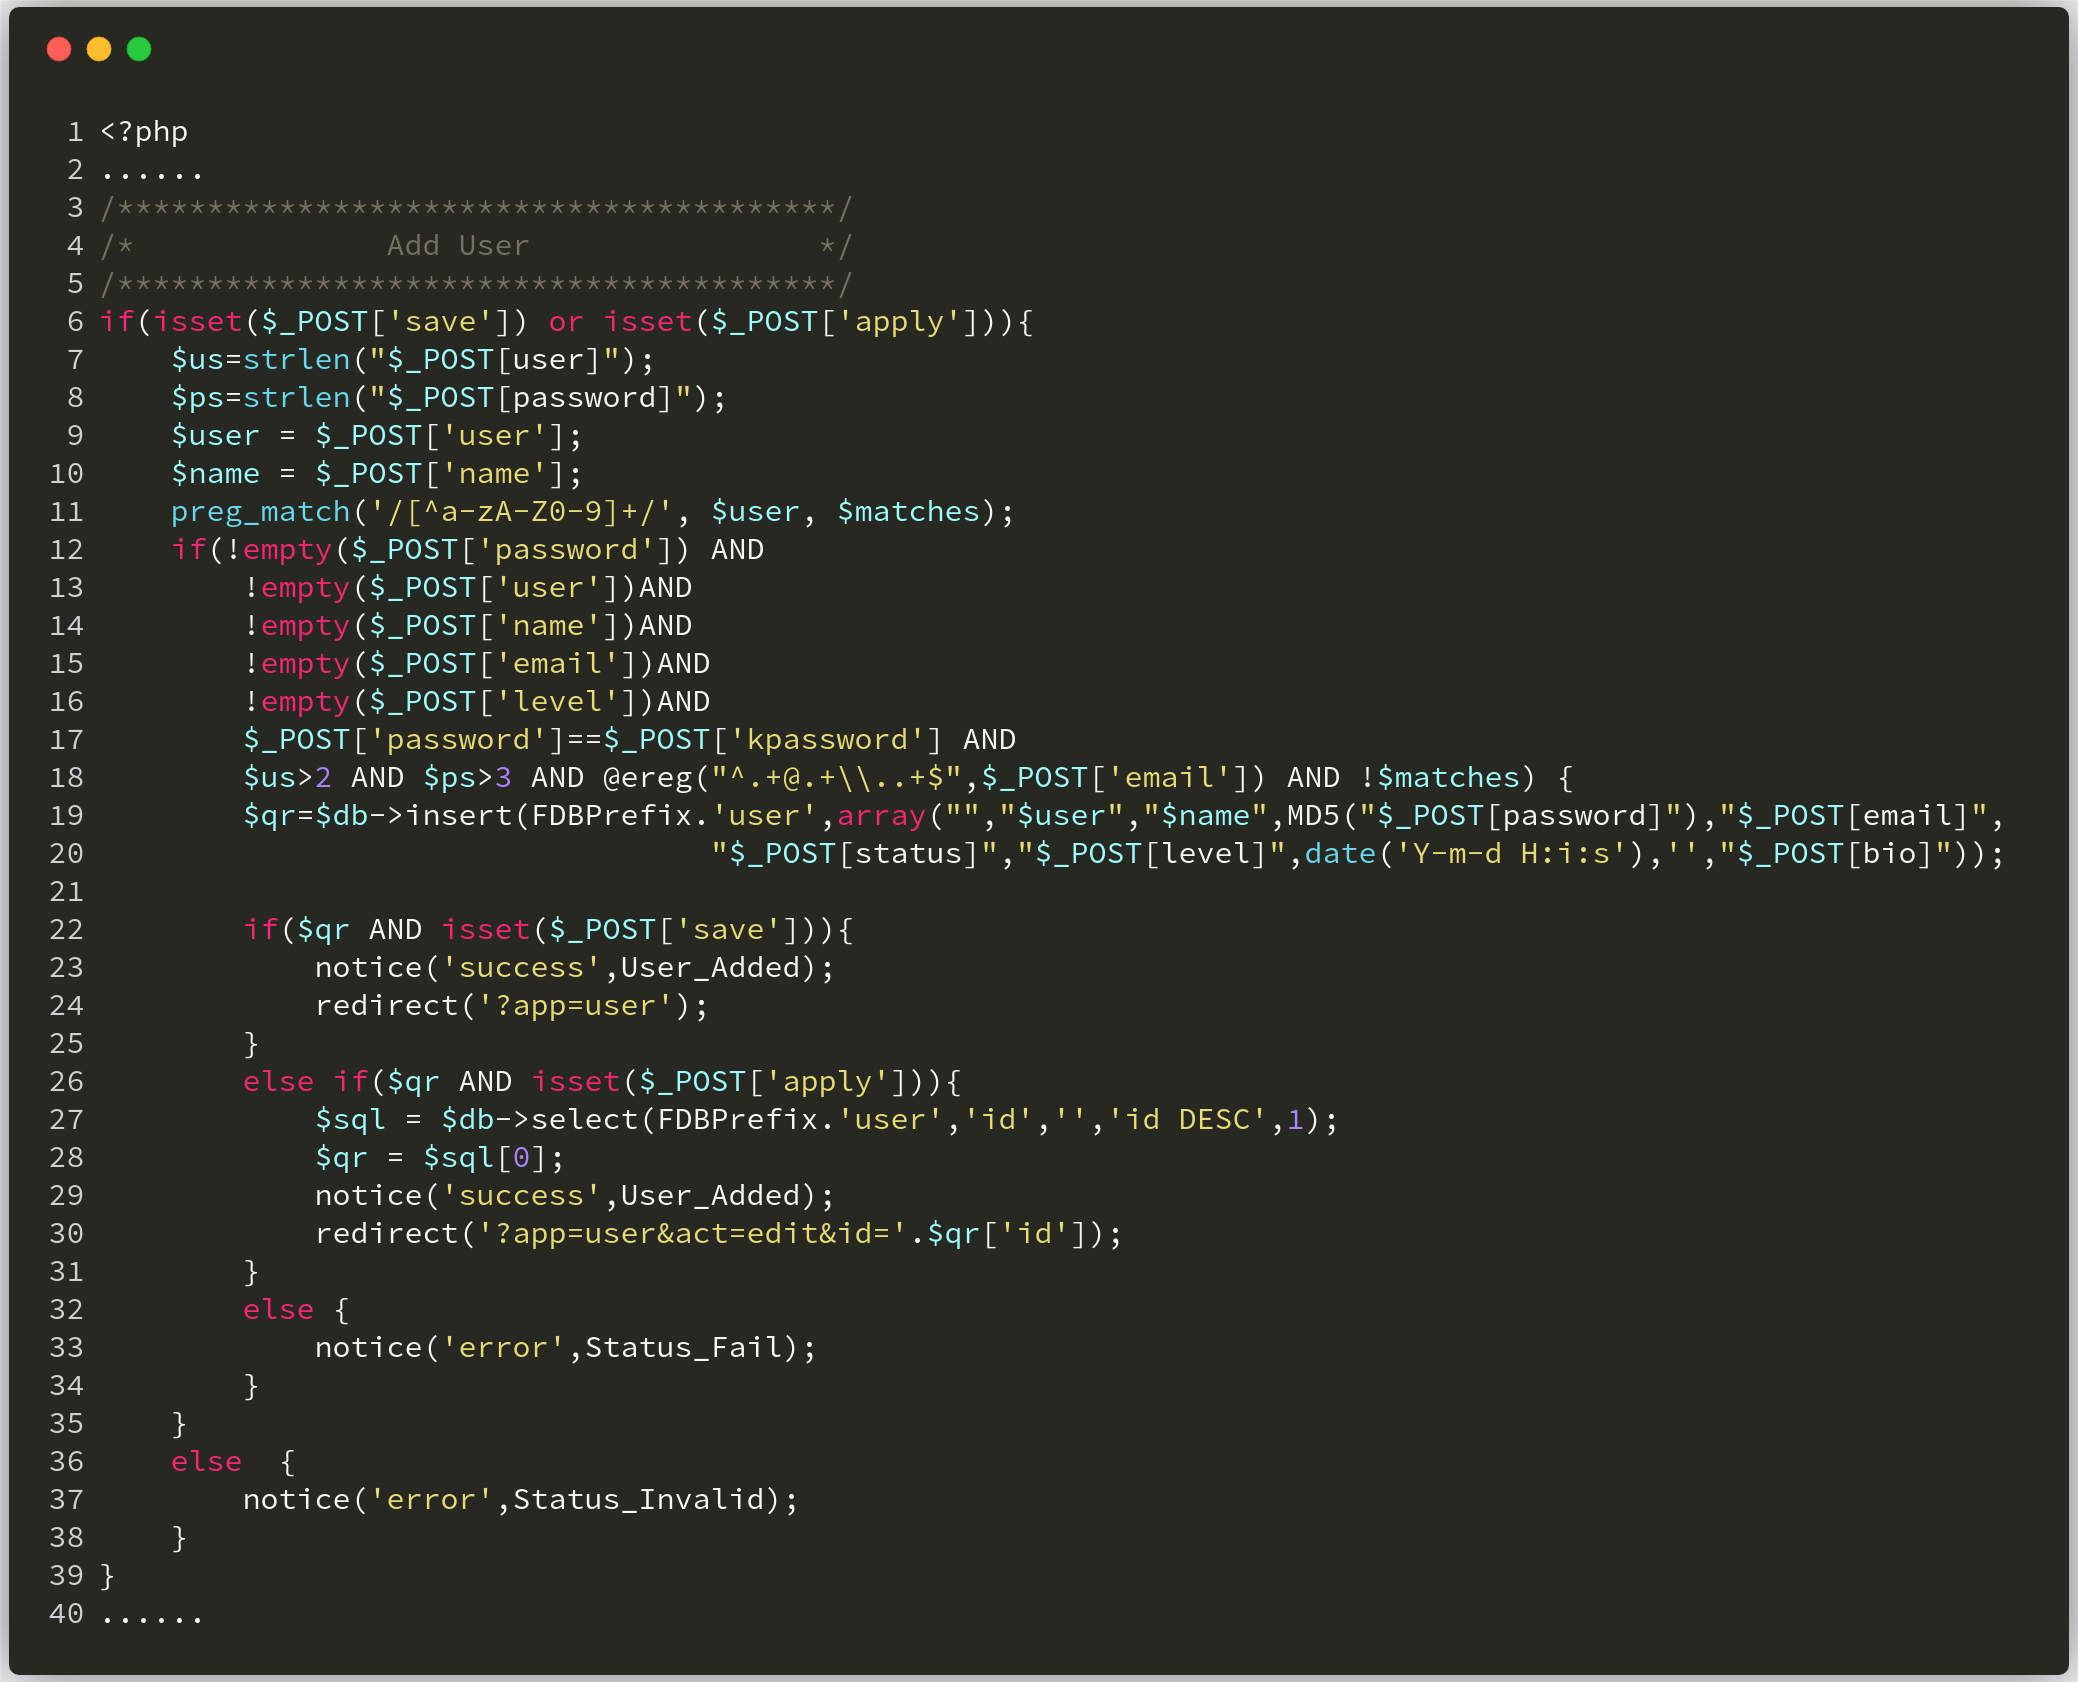 1 <?php
2 ......
3 /****************************************/
4 /*              Add User                */
5 /****************************************/
6 if(isset($_POST['save']) or isset($_POST['apply'])){
7     $us=strlen("$_POST[user]");
8     $ps=strlen("$_POST[password]");
9     $user = $_POST['user'];
10     $name = $_POST['name'];
11     preg_match('/[^a-zA-Z0-9]+/', $user, $matches);
12     if(!empty($_POST['password']) AND
13         !empty($_POST['user'])AND
14         !empty($_POST['name'])AND
15         !empty($_POST['email'])AND
16         !empty($_POST['level'])AND
17         $_POST['password']==$_POST['kpassword'] AND
18         $us>2 AND $ps>3 AND @ereg("^.+@.+\\..+$",$_POST['email']) AND !$matches) {
19         $qr=$db->insert(FDBPrefix.'user',array("","$user","$name",MD5("$_POST[password]"),"$_POST[email]",
20                                   "$_POST[status]","$_POST[level]",date('Y-m-d H:i:s'),'',"$_POST[bio]"));
21
22         if($qr AND isset($_POST['save'])){
23             notice('success',User_Added);
24             redirect('?app=user');
25         }
26         else if($qr AND isset($_POST['apply'])){
27             $sql = $db->select(FDBPrefix.'user','id','','id DESC',1);
28             $qr = $sql[0];
29             notice('success',User_Added);
30             redirect('?app=user&act=edit&id='.$qr['id']);
31         }
32         else {
33             notice('error',Status_Fail);
34         }
35     }
36     else  {
37         notice('error',Status_Invalid);
38     }
39 }
40 ......